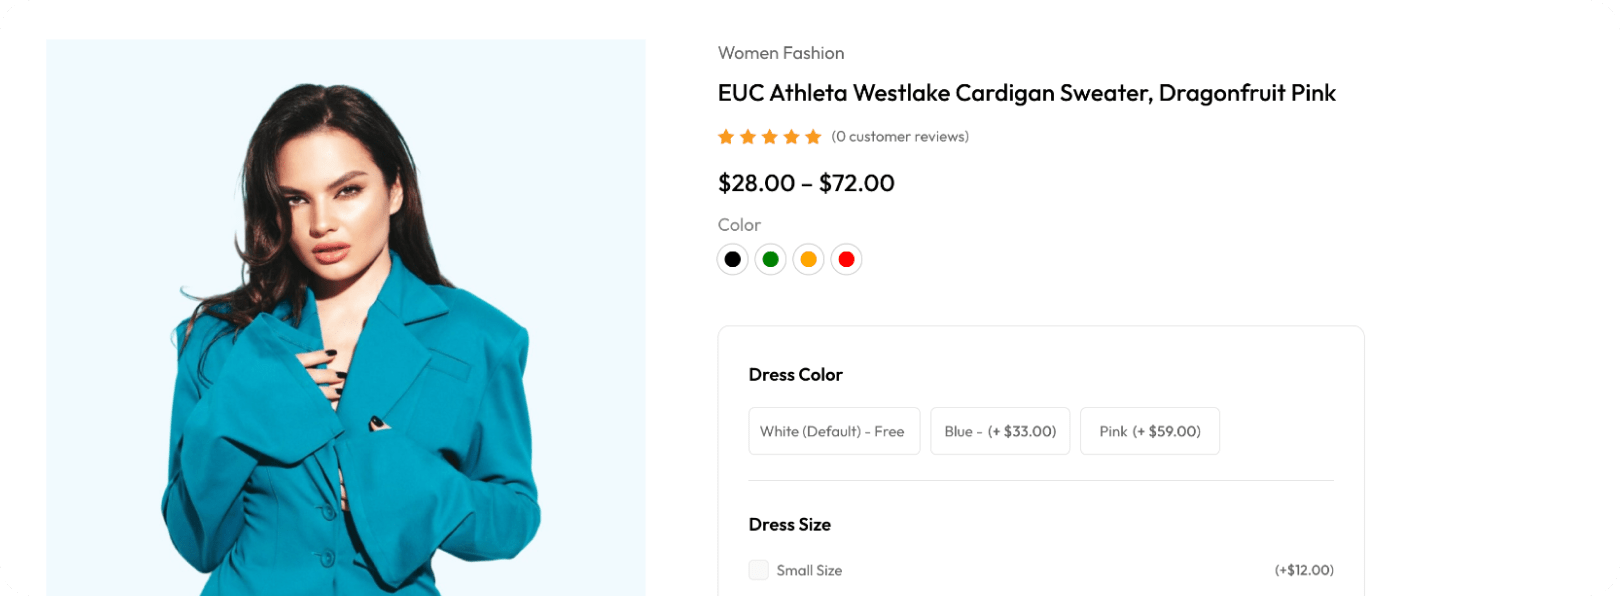 Women Fashion
EUC Athleta Westlake Cardigan Sweater, Dragonfruit Pink
(0 customer reviews)
$28.00 – $72.00
Color
Dress Color
White (Default) - Free
Blue - (+ $33.00)
Pink (+ $59.00)
Dress Size
Small Size
(+$12.00)